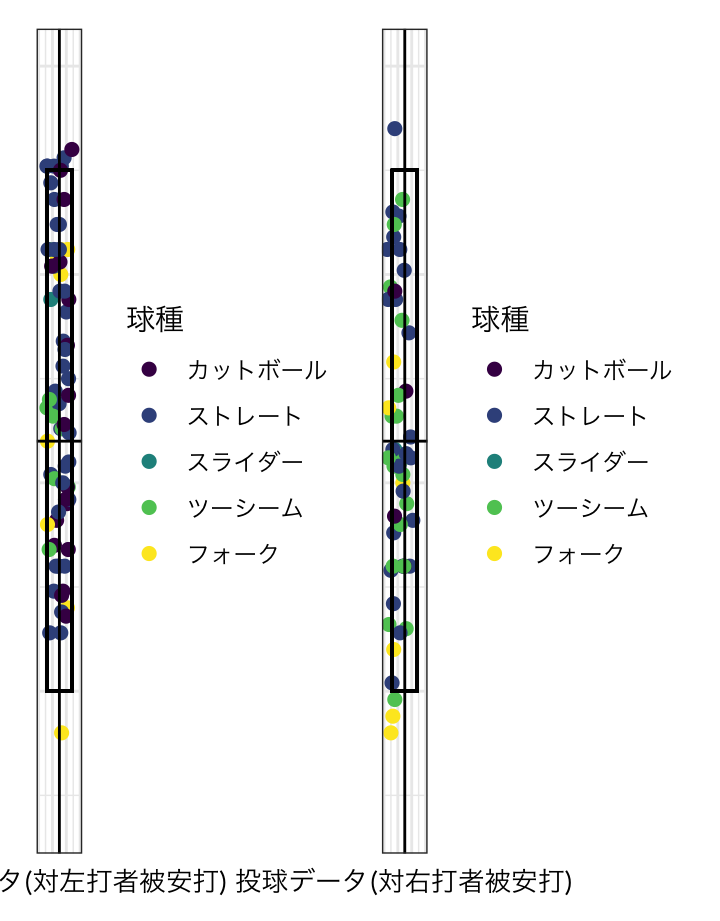 球種
カットボール
ストレート
スライダー
ツーシーム
フォーク
球種
カットボール
ストレート
スライダー
ツーシーム
フォーク
タ(対左打者被安打) 投球データ(対右打者被安打)